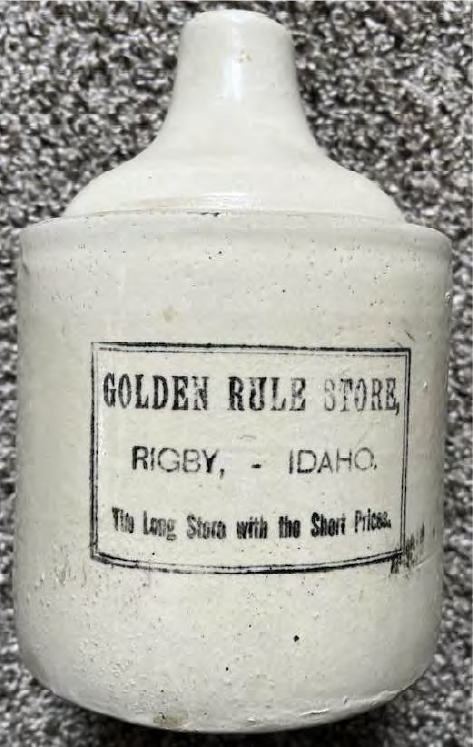 GOLDEN RULE STORE,
RIGBY, - IDAHO.
The Long Store with the Short Prices.